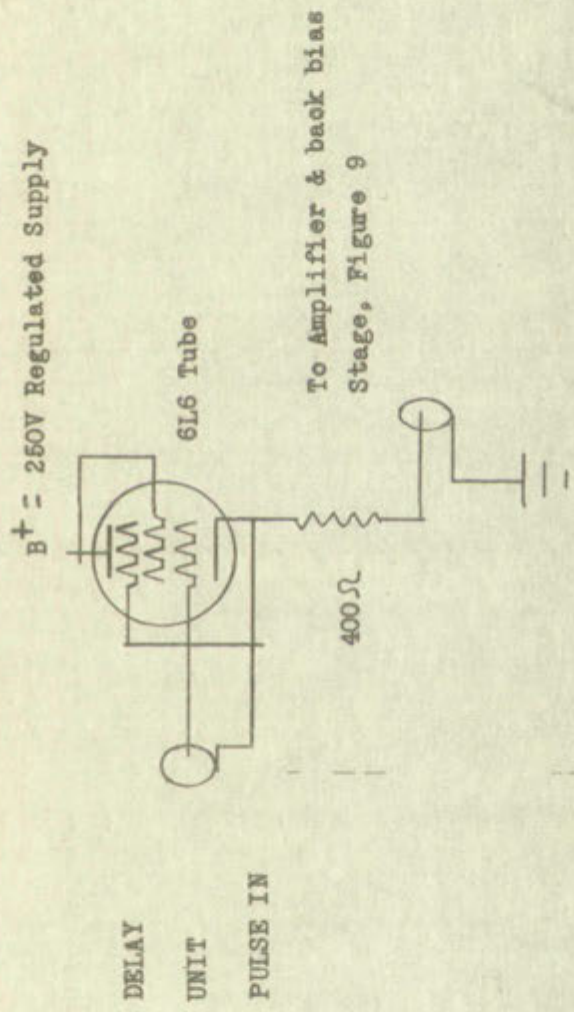 B+ = 250V Regulated Supply
6L6 Tube
DELAY
UNIT
PULSE IN
400Ω
To Amplifier & back bias
Stage, Figure 9